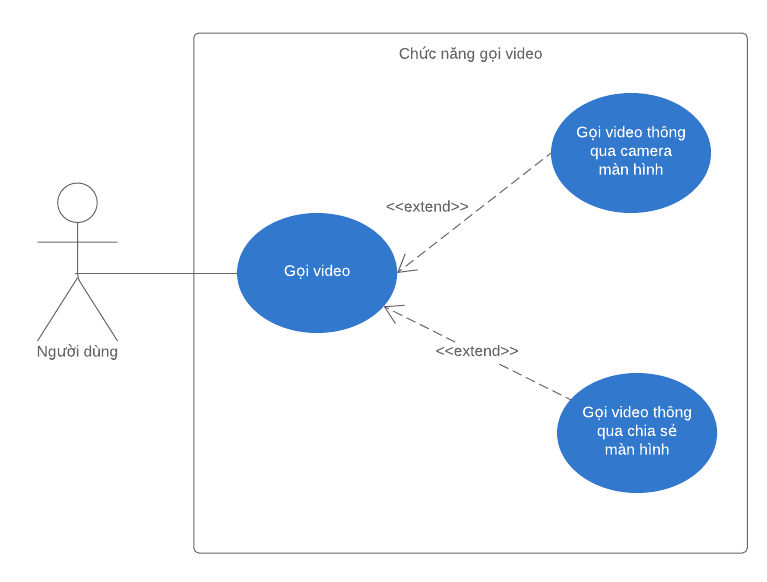 Chức năng gọi video
Gọi video thông
qua camera
màn hình
<<extend>>
Gọi video
<<extend>>
Người dùng
Gọi video thông
qua chia sẻ
màn hình